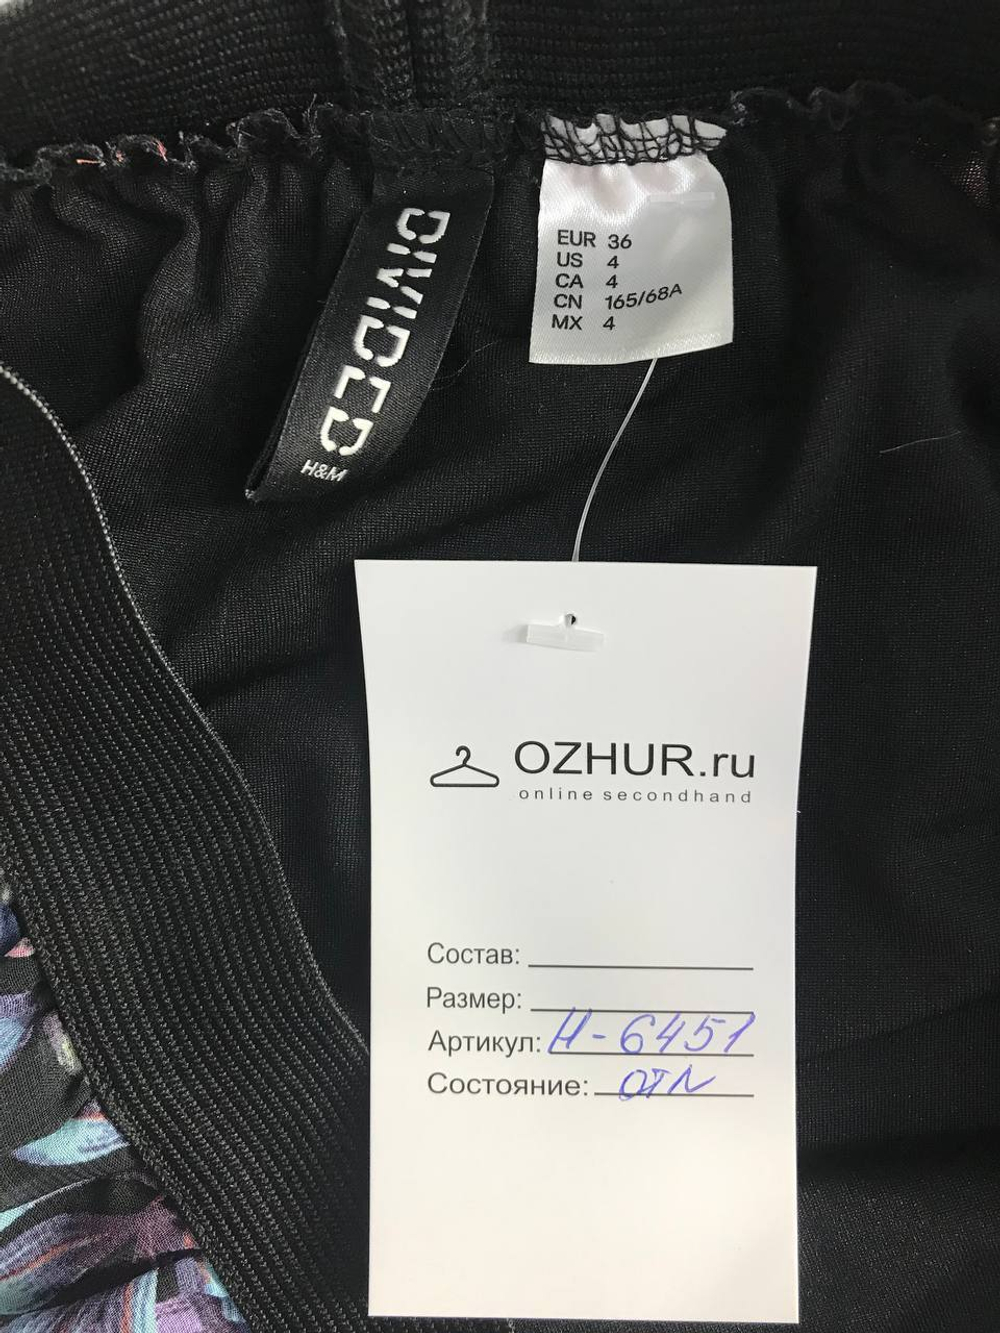 DIVIDED
H&M
EUR 36
US 4
CA 4
CN 165/68A
MX 4
OZHUR.ru
online secondhand
Состав:
Размер:
Артикул: Н-6451
Состояние: отл